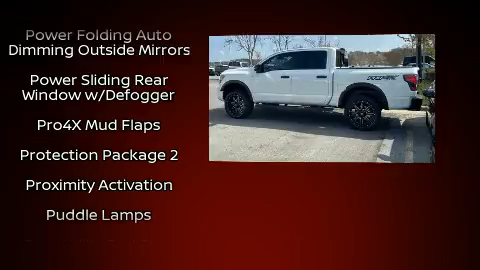 Power Folding Auto
Dimming Outside Mirrors
Power Sliding Rear
Window w/Defogger
Pro4X Mud Flaps
Protection Package 2
Proximity Activation
Puddle Lamps